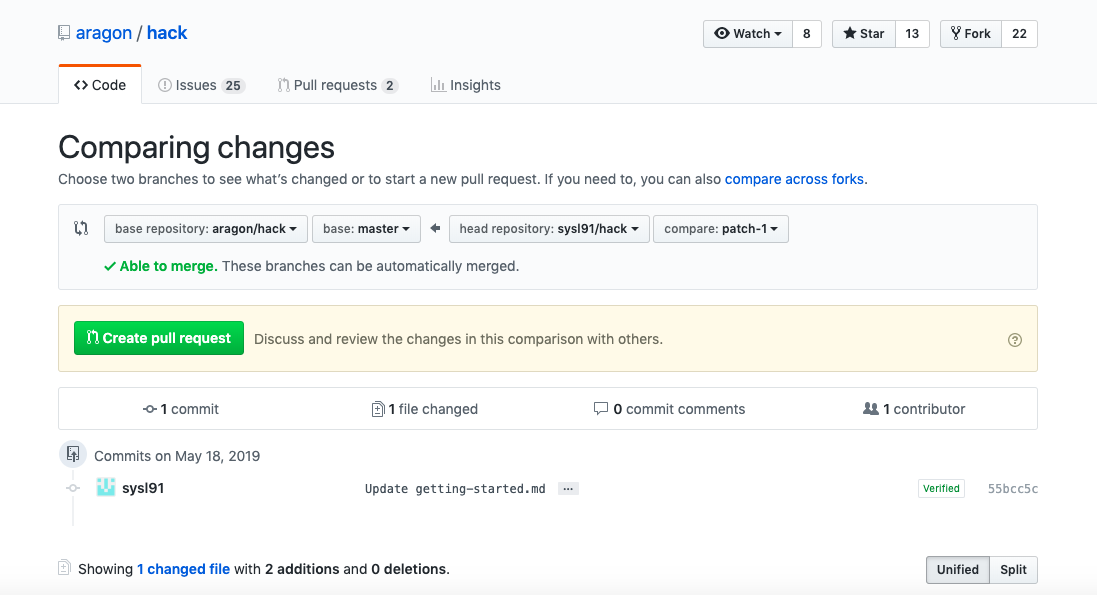 aragon / hack
Watch 8 Star 13 Fork 22
Code Issues 25 Pull requests 2 Insights
Comparing changes
Choose two branches to see what's changed or to start a new pull request. If you need to, you can also compare across forks.
base repository: aragon/hack base: master head repository: sysl91/hack compare: patch-1
Able to merge. These branches can be automatically merged.
Create pull request Discuss and review the changes in this comparison with others.
1 commit 1 file changed 0 commit comments 1 contributor
Commits on May 18, 2019
sysl91 Update getting-started.md … Verified 55bcc5c
Showing 1 changed file with 2 additions and 0 deletions. Unified Split